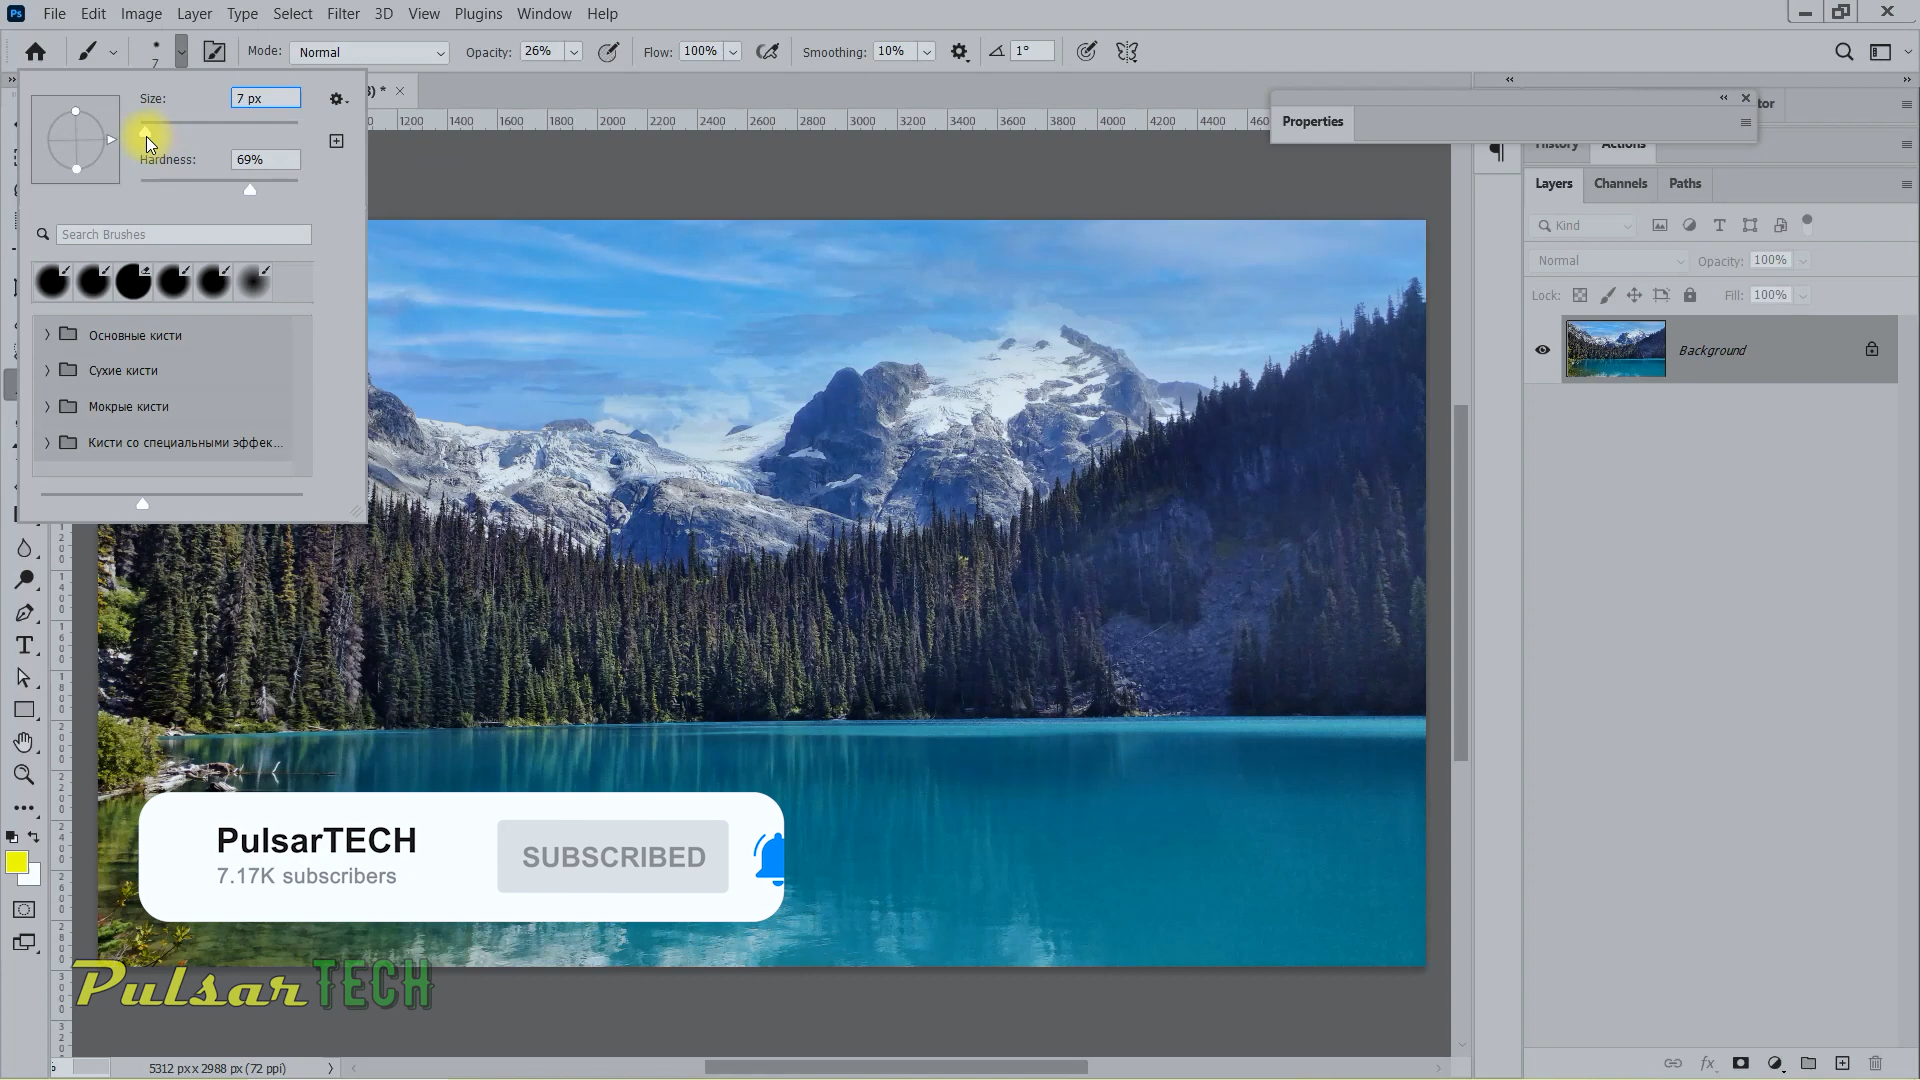 Ps File Edit Image Layer Type Select Filter 3D View Plugins Window Help
7 Mode: Normal Opacity: 26% Flow: 100% Smoothing: 10% 1°
) *
Size: 7 px
Hardness: 69%
Search Brushes
Основные кисти
Сухие кисти
Мокрые кисти
Кисти со специальными эффек...
1200 1400 1600 1800 2000 2200 2400 2600 2800 3000 3200 3400 3600 3800 4000 4200
Properties
History Actions
Layers Channels Paths
Kind
Normal Opacity: 100%
Lock: Fill: 100%
Background
PulsarTECH
7.17K subscribers
SUBSCRIBED
Pulsar TECH
5312 px x 2988 px (72 ppi)